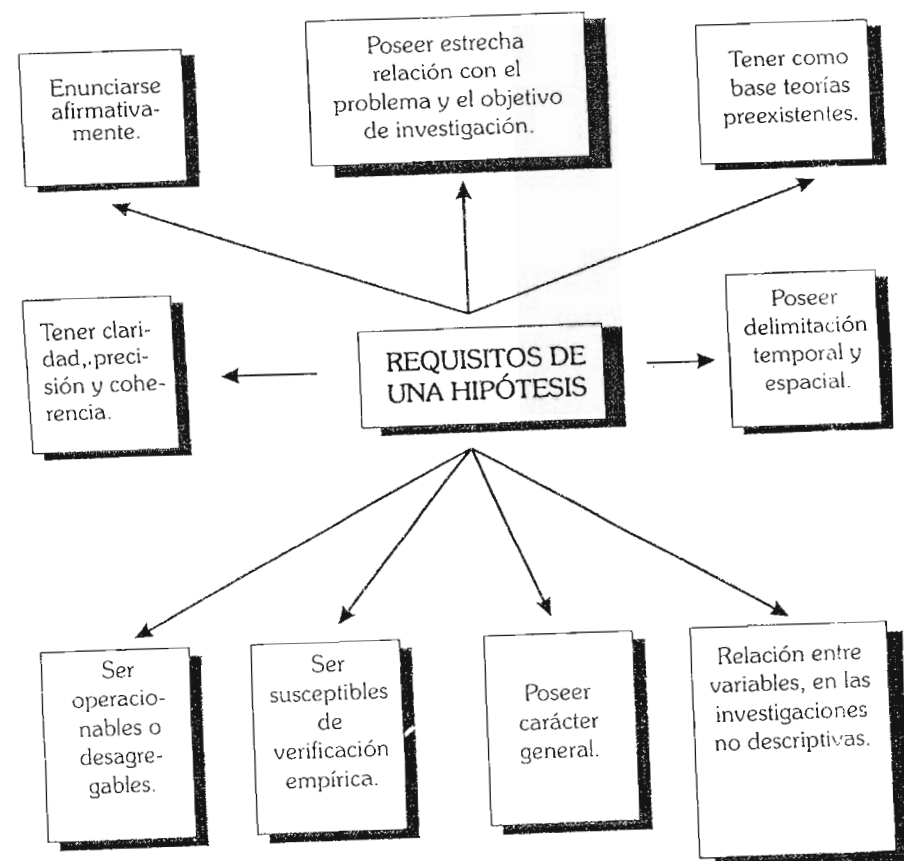 Enunciarse
afirmativa-
mente.
Poseer estrecha
relación con el
problema y el objetivo
de investigación.
Tener como
base teorías
preexistentes.
Tener clari-
dad,.preci-
sión y cohe-
rencia.
REQUISITOS DE
UNA HIPÓTESIS
Poseer
delimitación
temporal y
espacial.
Ser
operacio-
nables o
desagre-
gables.
Ser
susceptibles
de
verificación
empírica.
Poseer
carácter
general.
Relación entre
variables, en las
investigaciones
no descriptivas.